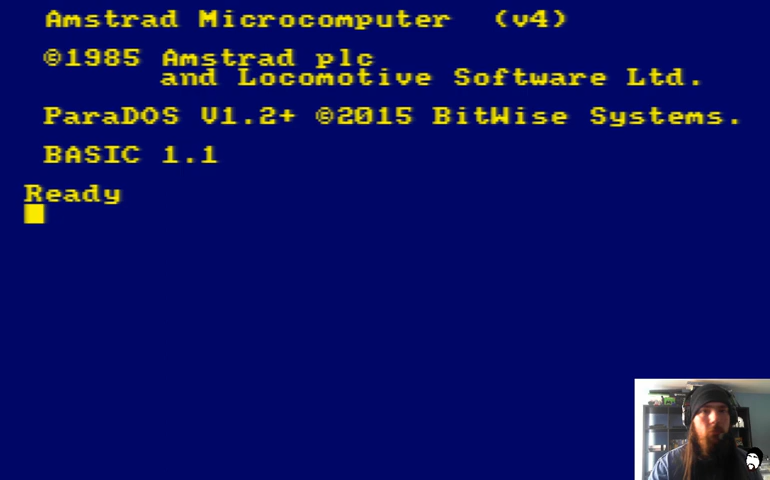 Amstrad Microcomputer (v4)
©1985 Amstrad plc
and Locomotive Software Ltd.
ParaDOS V1.2+ ©2015 BitWise Systems.
BASIC 1.1
Ready